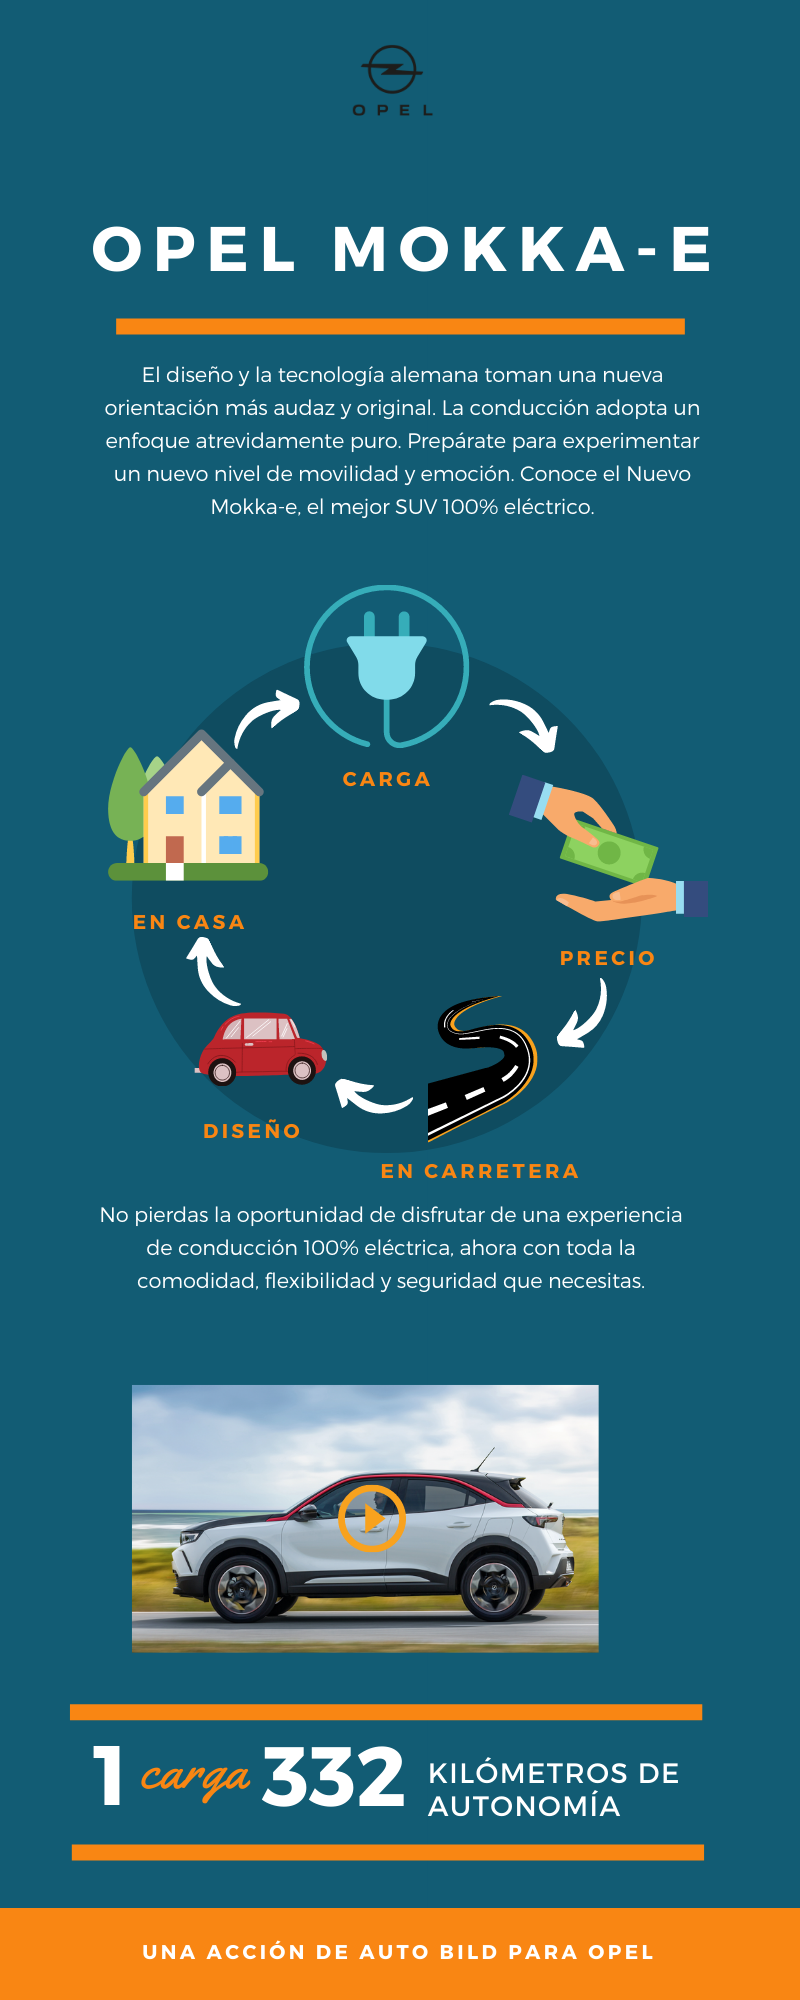 OPEL
OPEL MOKKA-E
El diseño y la tecnología alemana toman una nueva
orientación más audaz y original. La conducción adopta un
enfoque atrevidamente puro. Prepárate para experimentar
un nuevo nivel de movilidad y emoción. Conoce el Nuevo
Mokka-e, el mejor SUV 100% eléctrico.
CARGA
EN CASA
PRECIO
DISEÑO
EN CARRETERA
No pierdas la oportunidad de disfrutar de una experiencia
de conducción 100% eléctrica, ahora con toda la
comodidad, flexibilidad y seguridad que necesitas.
1 carga 332 KILÓMETROS DE
AUTONOMÍA
UNA ACCIÓN DE AUTO BILD PARA OPEL